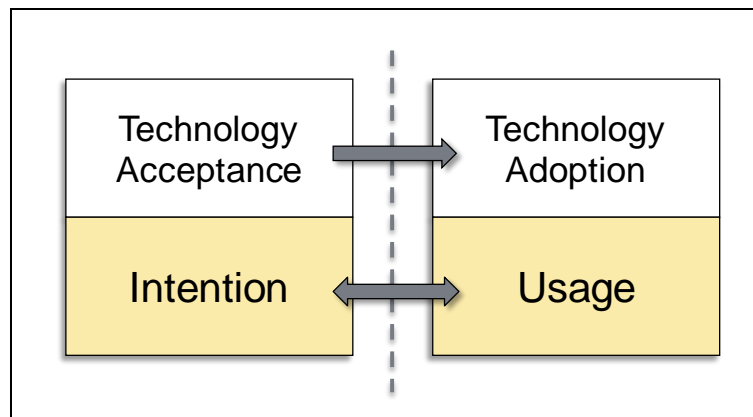 Technology
Acceptance
Technology
Adoption
Intention
Usage